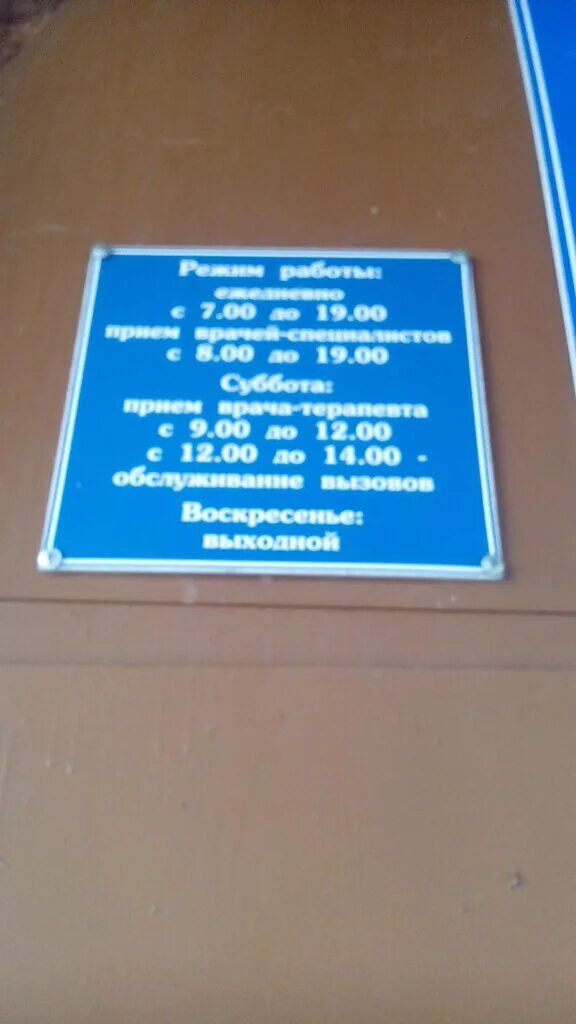 Режим работы:
ежедневно
с 7.00 до 19.00
прием врачей-специалистов
с 8.00 до 19.00
Суббота:
прием врача-терапевта
с 9.00 до 12.00
с 12.00 до 14.00 -
обслуживание вызовов
Воскресенье:
выходной